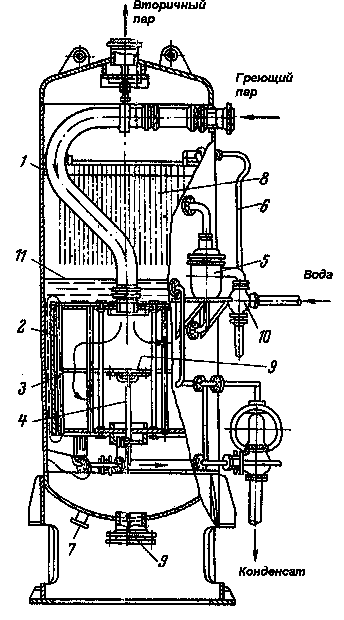 Вторичный
пар
Греющий
пар
1
8
6
11
5
Вода
2
10
9
3
4
7
9
Конденсат